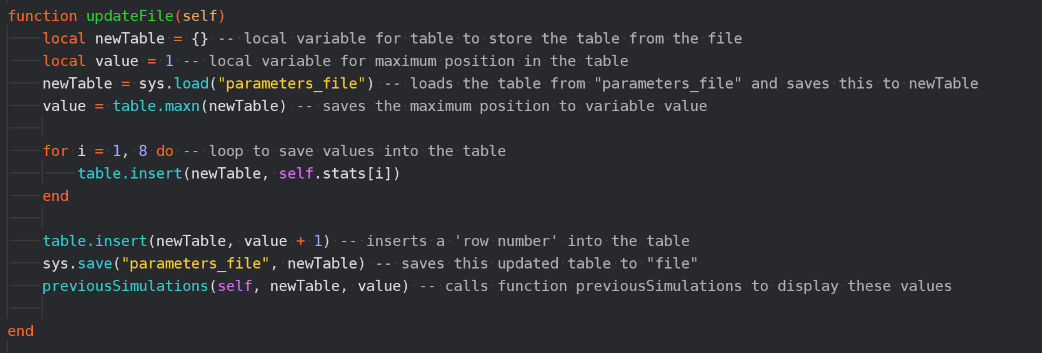 function updateFile(self)
local newTable = {} -- local variable for table to store the table from the file
local value = 1 -- local variable for maximum position in the table
newTable = sys.load("parameters_file") -- loads the table from "parameters_file" and saves this to newTable
value = table.maxn(newTable) -- saves the maximum position to variable value
for i = 1, 8 do -- loop to save values into the table
table.insert(newTable, self.stats[i])
end
table.insert(newTable, value + 1) -- inserts a 'row number' into the table
sys.save("parameters_file", newTable) -- saves this updated table to "file"
previousSimulations(self, newTable, value) -- calls function previousSimulations to display these values
end